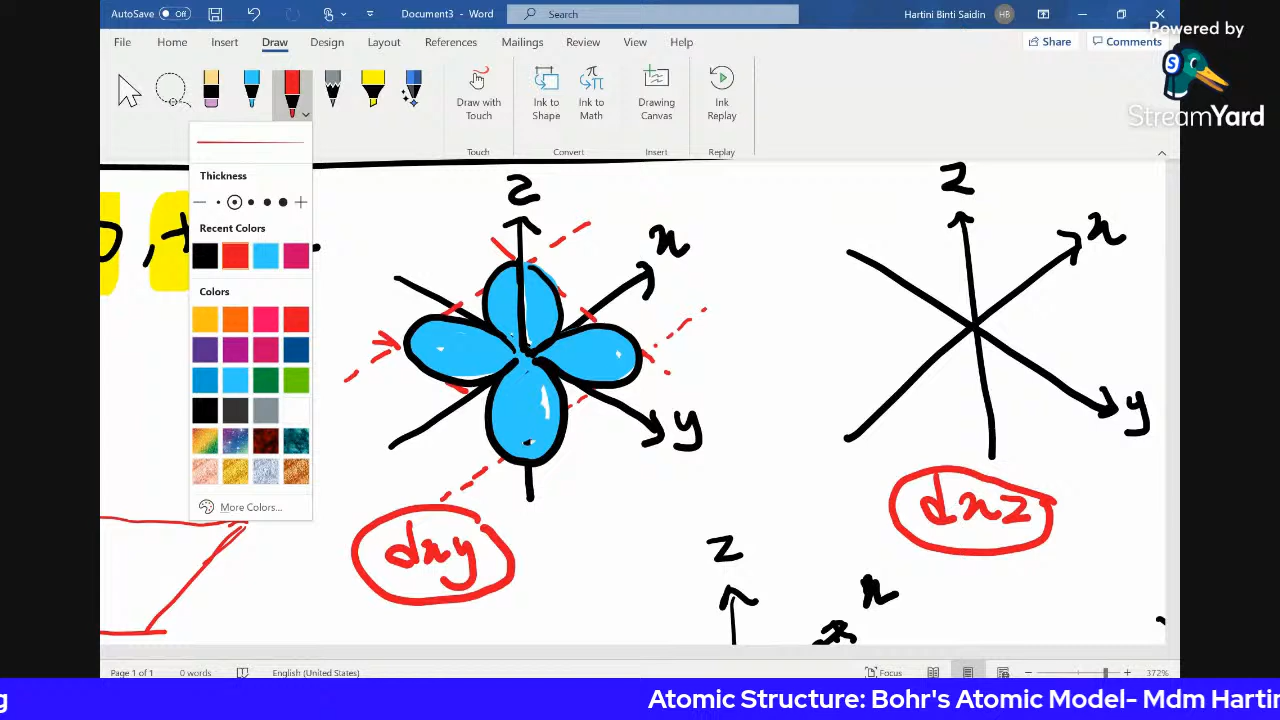 AutoSave Off Document3 - Word Search Hartini Binti Saidin HB
Powered by
StreamYard
File Home Insert Draw Design Layout References Mailings Review View Help Share Comments
Draw with Touch
Ink to Shape
Ink to Math
Drawing Canvas
Ink Replay
Touch Convert Insert Replay
Thickness
Recent Colors
Colors
More Colors...
z
x
y
dxy
z
x
y
dxz
z
x
x
Page 1 of 1 0 words English (United States) Focus 372%
g Atomic Structure: Bohr's Atomic Model- Mdm Hartin